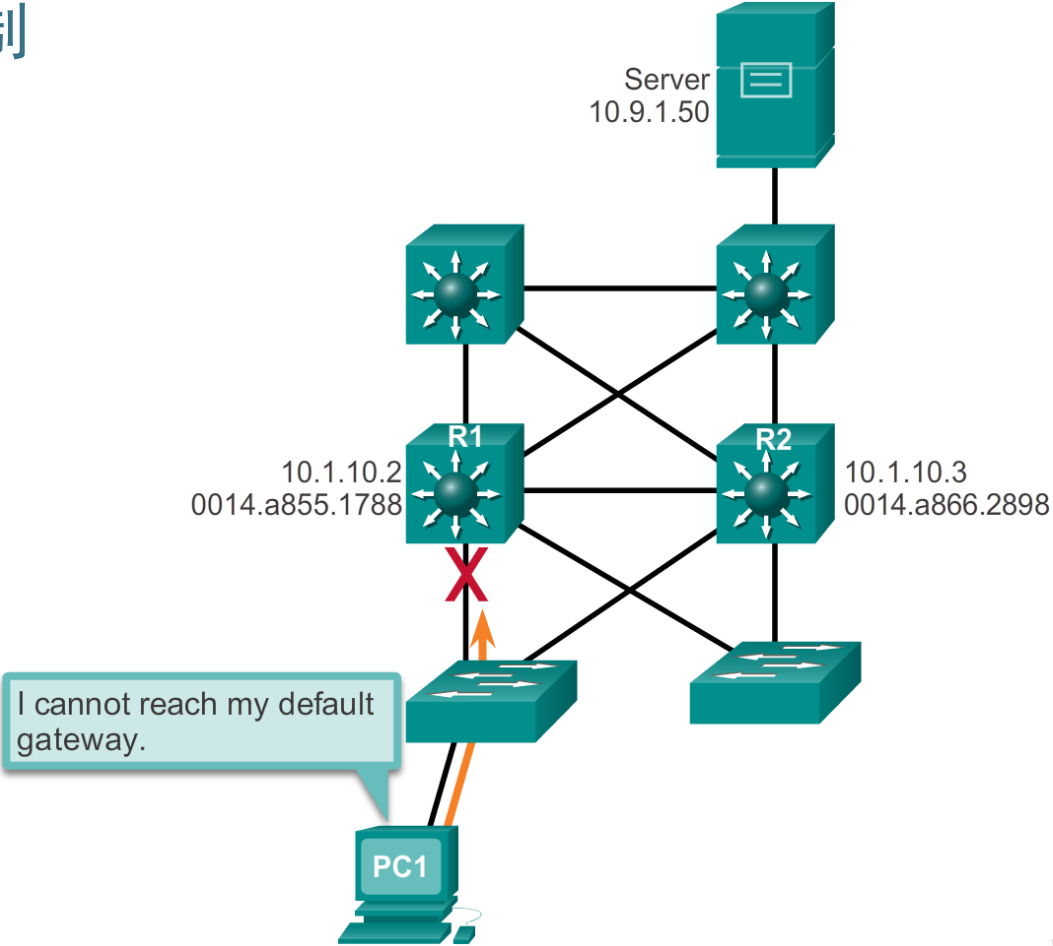 制
Server
10.9.1.50
R1
R2
10.1.10.2
0014.a855.1788
10.1.10.3
0014.a866.2898
X
I cannot reach my default
gateway.
PC1